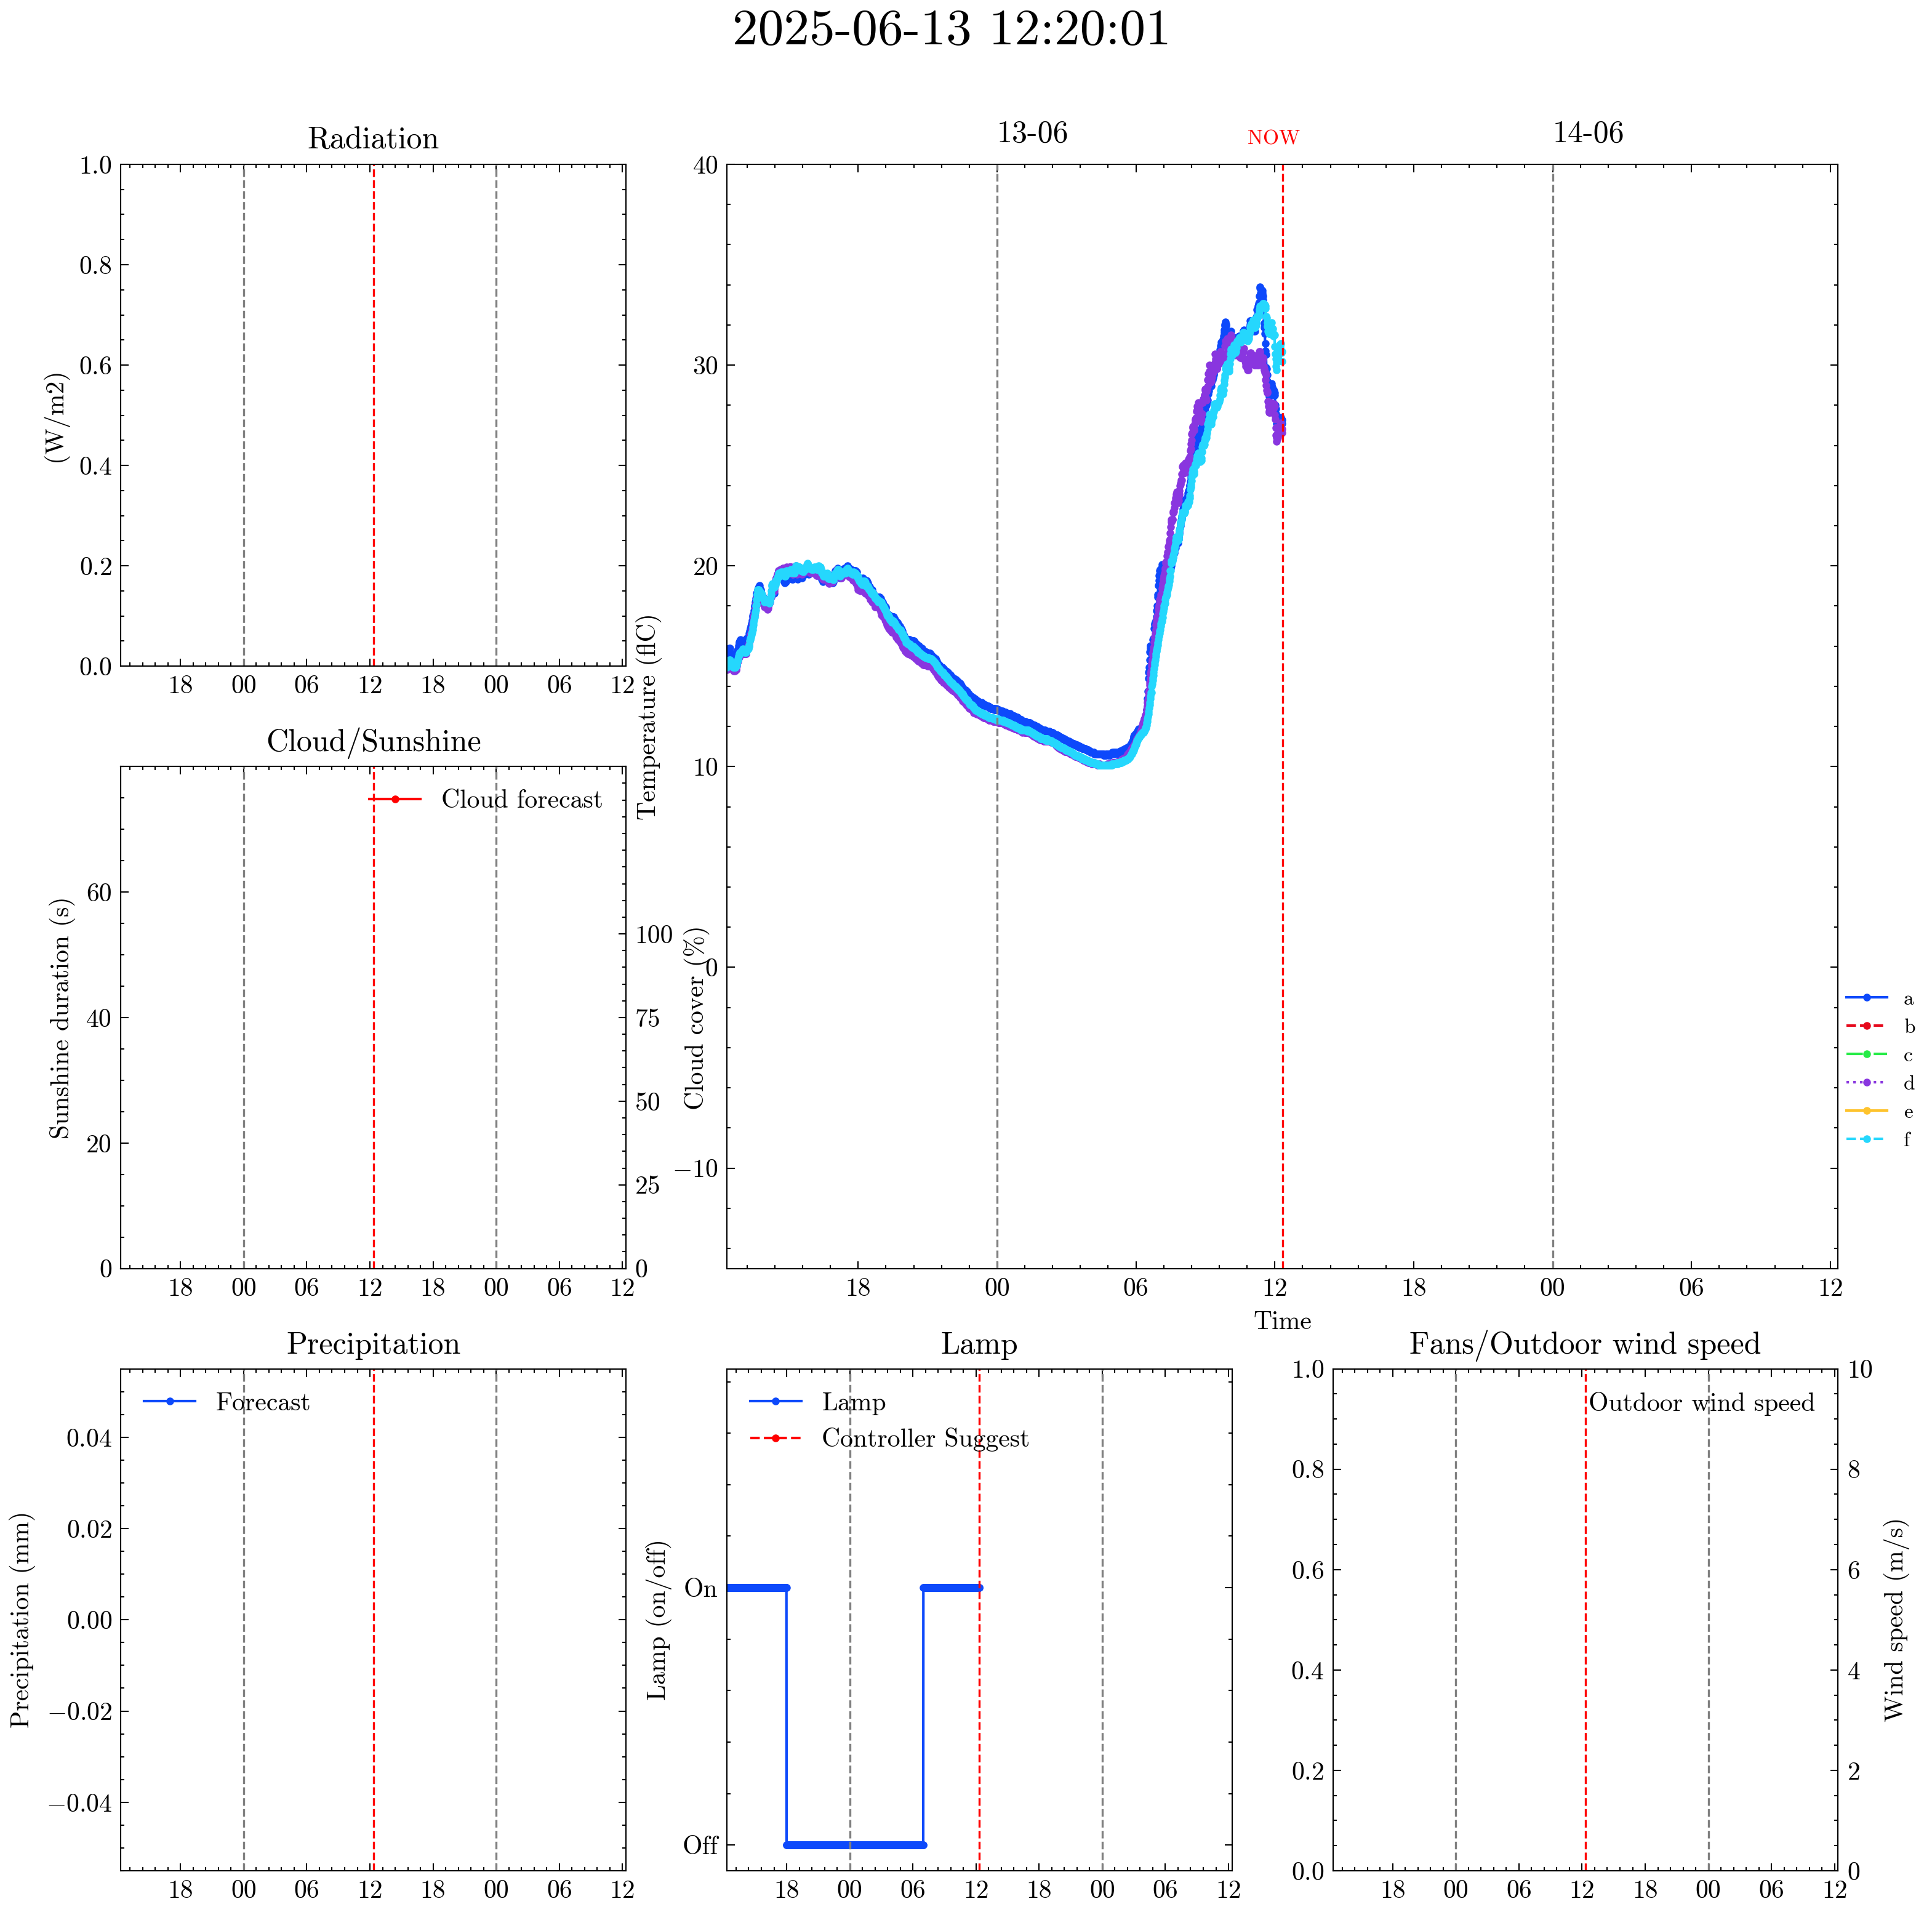 2025-06-13 12:20:01
Radiation
1.0
0.8
0.6
0.4
0.2
0.0
(W/m2)
18 00 06 12 18 00 06 12
13-06 NOW 14-06
40
30
20
10
0
−10
Temperature (flC)
18 00 06 12 18 00 06 12
Time
a
b
c
d
e
f
Cloud/Sunshine
Cloud forecast
60
40
20
0
Sunshine duration (s)
100
75
50
25
0
Cloud cover (%)
18 00 06 12 18 00 06 12
Precipitation
Forecast
0.04
0.02
0.00
−0.02
−0.04
Precipitation (mm)
18 00 06 12 18 00 06 12
Lamp
Lamp
Controller Suggest
On
Off
Lamp (on/off)
18 00 06 12 18 00 06 12
Fans/Outdoor wind speed
Outdoor wind speed
1.0
0.8
0.6
0.4
0.2
0.0
10
8
6
4
2
0
Wind speed (m/s)
18 00 06 12 18 00 06 12